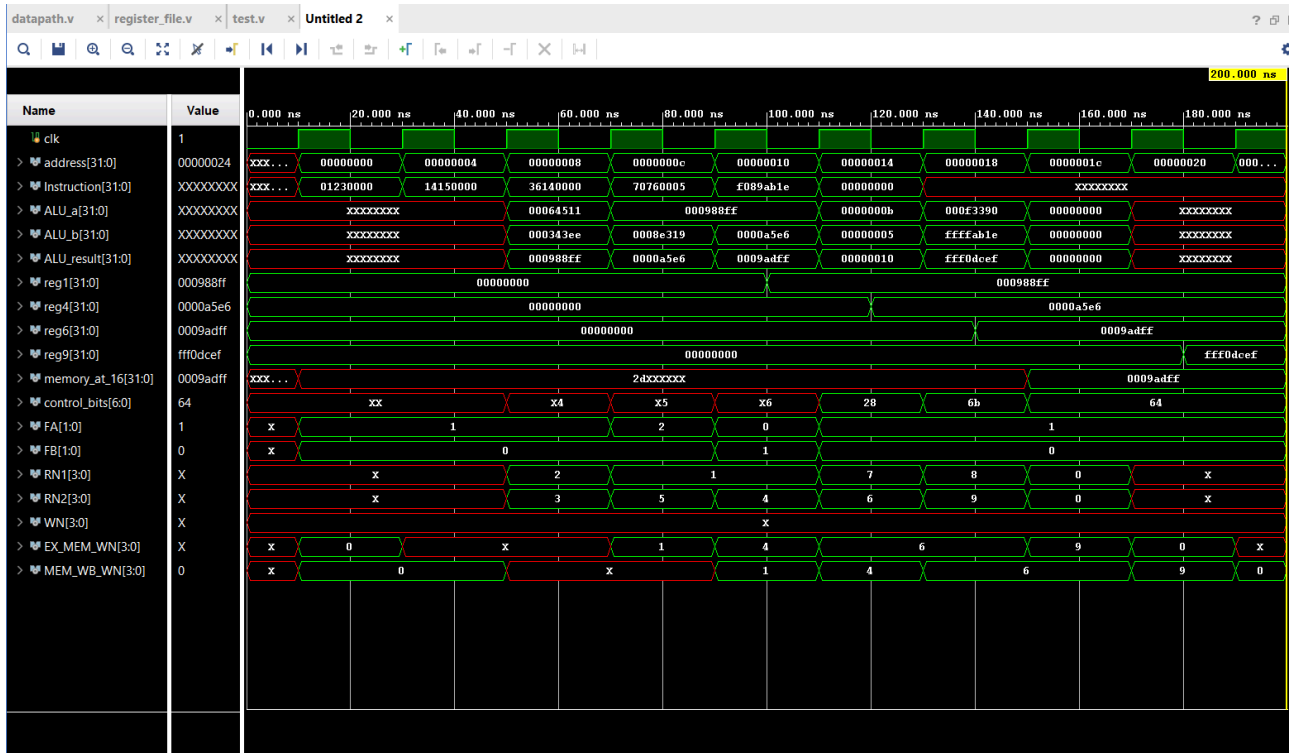 datapath.v × register_file.v × test.v × Untitled 2 ×
?
200.000 ns
Name Value 0.000 ns 20.000 ns 40.000 ns 60.000 ns 80.000 ns 100.000 ns 120.000 ns 140.000 ns 160.000 ns 180.000 ns
clk 1
address[31:0] 00000024 XXX... 00000000 00000004 00000008 0000000c 00000010 00000014 00000018 0000001c 00000020 000...
Instruction[31:0] XXXXXXXX XXX... 01230000 14150000 36140000 70760005 f089ab1e 00000000 XXXXXXXX
ALU_a[31:0] XXXXXXXX XXXXXXXX 00064511 000988ff 0000000b 000f3390 00000000 XXXXXXXX
ALU_b[31:0] XXXXXXXX XXXXXXXX 000343ee 0008e319 0000a5e6 00000005 ffffab1e 00000000 XXXXXXXX
ALU_result[31:0] XXXXXXXX XXXXXXXX 000988ff 0000a5e6 0009adff 00000010 fff0dcef 00000000 XXXXXXXX
reg1[31:0] 000988ff 00000000 000988ff
reg4[31:0] 0000a5e6 00000000 0000a5e6
reg6[31:0] 0009adff 00000000 0009adff
reg9[31:0] fff0dcef 00000000 fff0dcef
memory_at_16[31:0] 0009adff XXX... 2dXXXXXX 0009adff
control_bits[6:0] 64 XX X4 X5 X6 28 6b 64
FA[1:0] 1 X 1 2 0 1
FB[1:0] 0 X 0 1 0
RN1[3:0] X X 2 1 7 8 0 X
RN2[3:0] X X 3 5 4 6 9 0 X
WN[3:0] X X
EX_MEM_WN[3:0] X X 0 X 1 4 6 9 0 X
MEM_WB_WN[3:0] 0 X 0 X 1 4 6 9 0